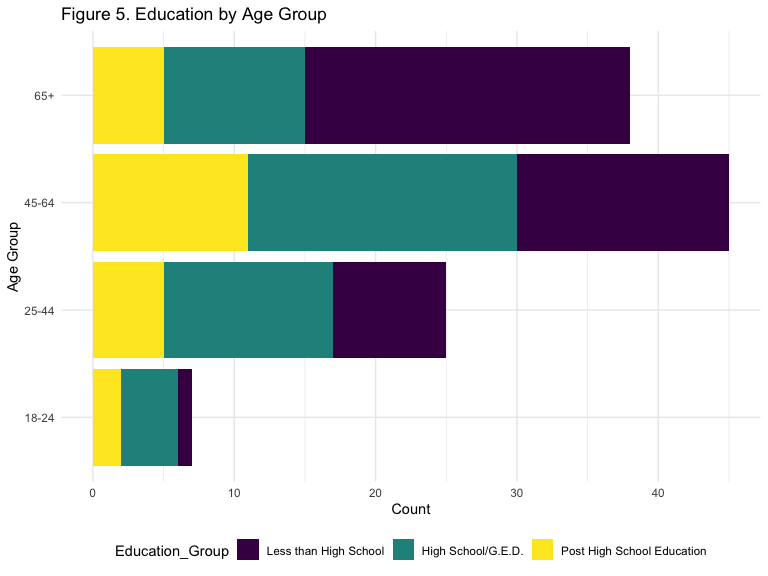 Figure 5. Education by Age Group
65+
45-64
25-44
18-24
Age Group
0 10 20 30 40
Count
Education_Group Less than High School High School/G.E.D. Post High School Education